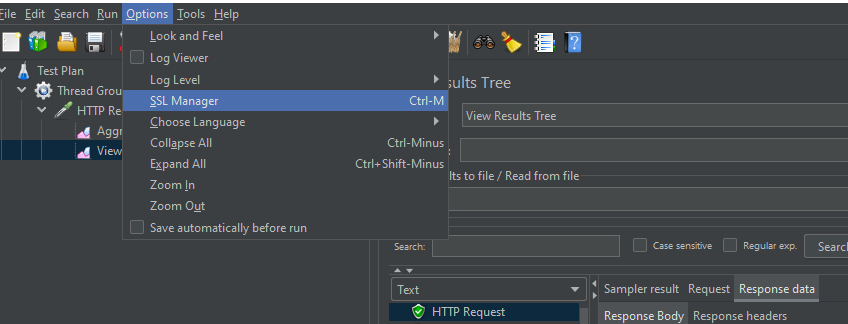 File Edit Search Run Options Tools Help
Look and Feel
Log Viewer
Log Level
SSL Manager Ctrl-M
Choose Language
Collapse All Ctrl-Minus
Expand All Ctrl+Shift-Minus
Zoom In
Zoom Out
Save automatically before run
Test Plan
Thread Grou
HTTP Re
Aggr
View
sults Tree
View Results Tree
:
lts to file / Read from file
Search: Case sensitive Regular exp. Search
Text
HTTP Request
Sampler result Request Response data
Response Body Response headers